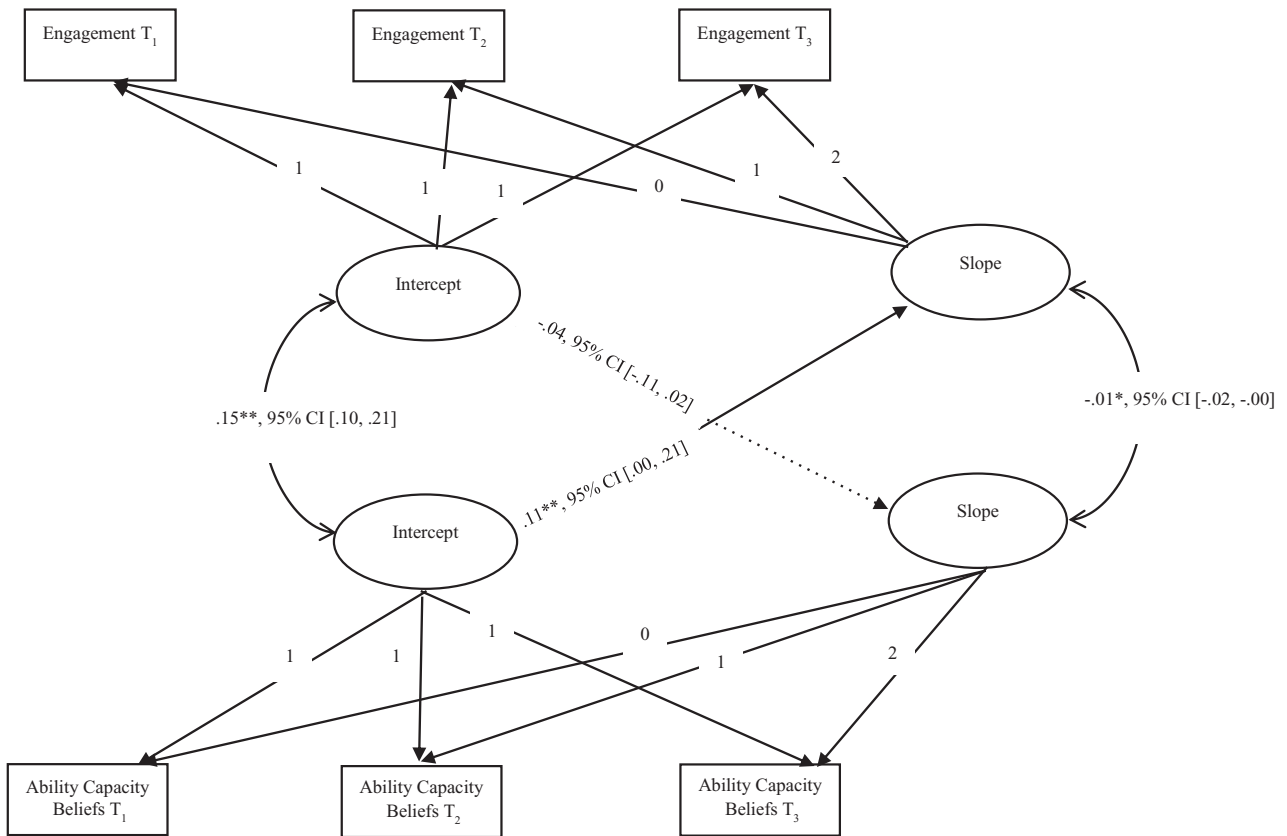 Engagement T1
Engagement T2
Engagement T3
1
1
1
0
1
2
Intercept
Slope
-.04, 95% CI [-.11, .02]
.15**, 95% CI [.10, .21]
-.01*, 95% CI [-.02, -.00]
.11**, 95% CI [.00, .21]
Intercept
Slope
1
1
1
0
1
2
Ability Capacity
Beliefs T1
Ability Capacity
Beliefs T2
Ability Capacity
Beliefs T3